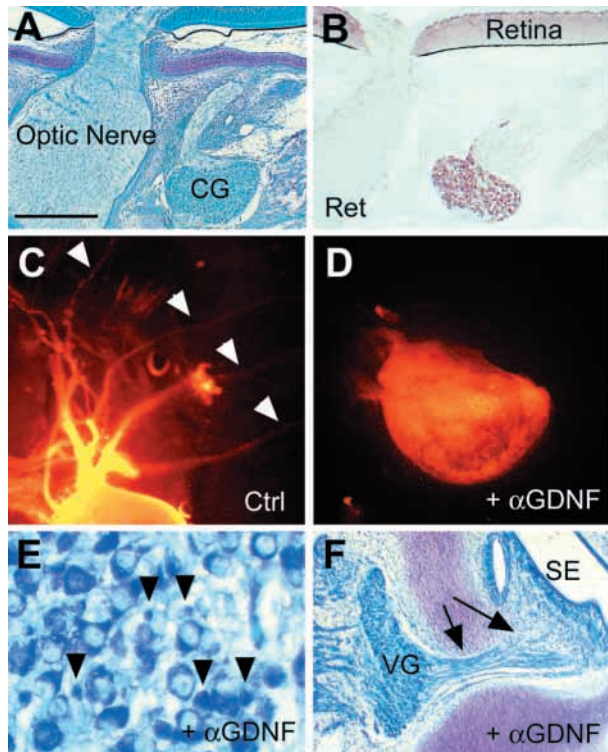 A
Optic Nerve
CG
B
Retina
Ret
C
Ctrl
D
+ αGDNF
E
+ αGDNF
F
SE
VG
+ αGDNF